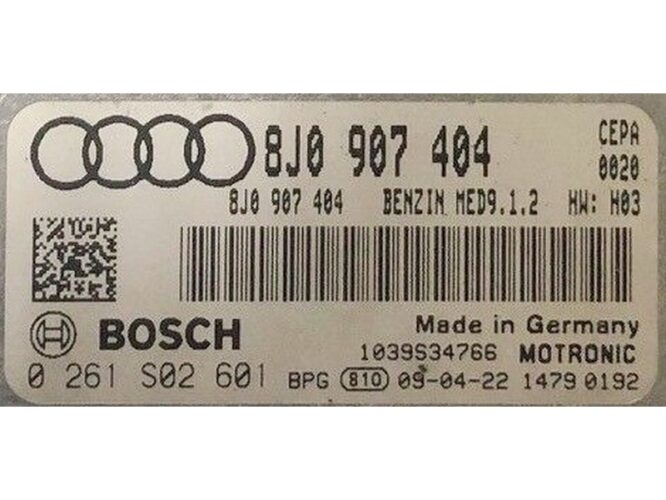 8J0 907 404 CEPA
0020
8J0 907 404 BENZIN MED9.1.2 HW: H03
BOSCH
Made in Germany
1039S34766 MOTRONIC
0 261 S02 601 BPG 810 09-04-22 1479 0192